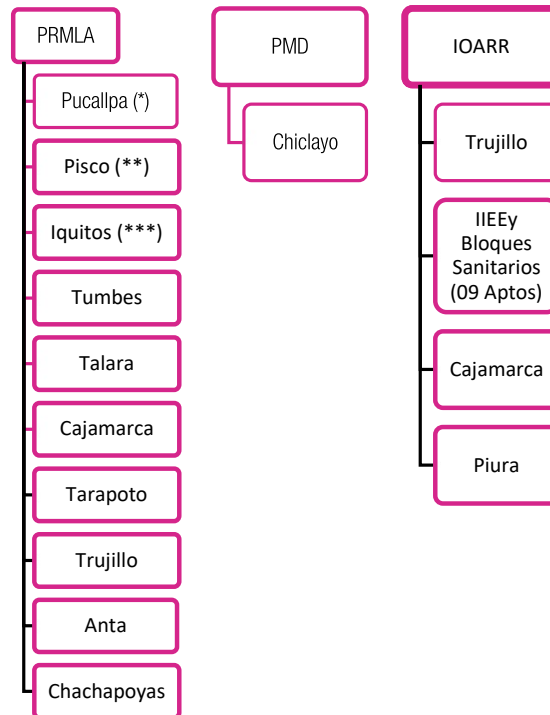 PRMLA
Pucallpa (*)
Pisco (**)
Iquitos (***)
Tumbes
Talara
Cajamarca
Tarapoto
Trujillo
Anta
Chachapoyas
PMD
Chiclayo
IOARR
Trujillo
IIEEy
Bloques
Sanitarios
(09 Aptos)
Cajamarca
Piura